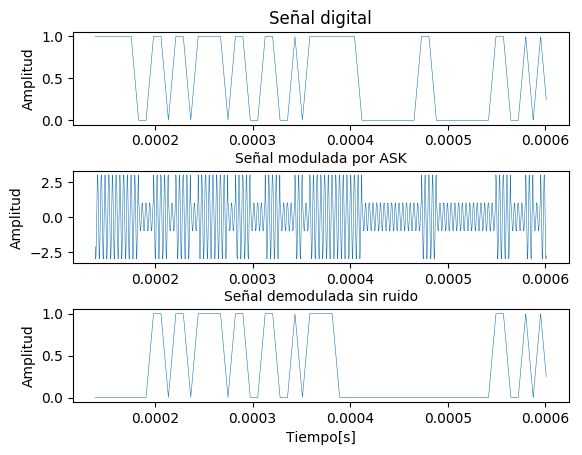 Señal digital
Amplitud
1.0
0.5
0.0
0.0002 0.0003 0.0004 0.0005 0.0006
Señal modulada por ASK
Amplitud
2.5
0.0
−2.5
0.0002 0.0003 0.0004 0.0005 0.0006
Señal demodulada sin ruido
Amplitud
1.0
0.5
0.0
0.0002 0.0003 0.0004 0.0005 0.0006
Tiempo[s]